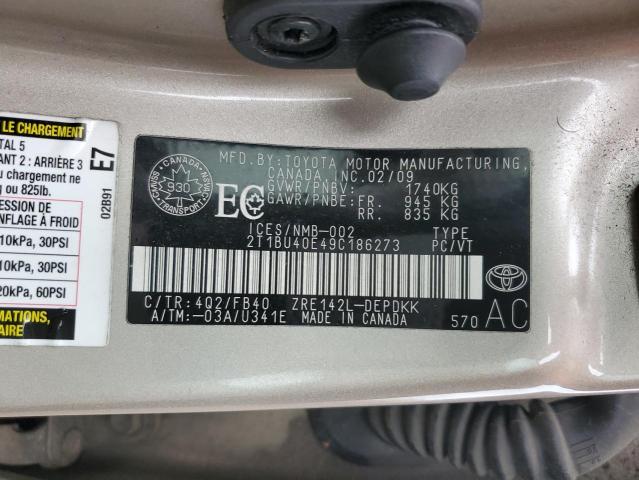 LE CHARGEMENT
TAL 5
ANT 2 : ARRIÈRE 3
u chargement ne
g ou 825lb.
SION DE
NFLAGE À FROID
10kPa, 30PSI
10kPa, 30PSI
20kPa, 60PSI
MATIONS,
AIRE
E7
02B91
CANADA
930
TRANSPORT
EC
MFD. BY: TOYOTA MOTOR MANUFACTURING
CANADA, INC. 02/09
GVWR/PNBV: 1740KG
GAWR/PNBE: FR. 945 KG
RR. 835 KG
ICES/NMB-002 TYPE
2T1BU40E49C186273 PC/VT
C/TR: 4Q2/FB40 ZRE142L-DEPDKK
A/TM:-03A/U341E MADE IN CANADA
570 AC